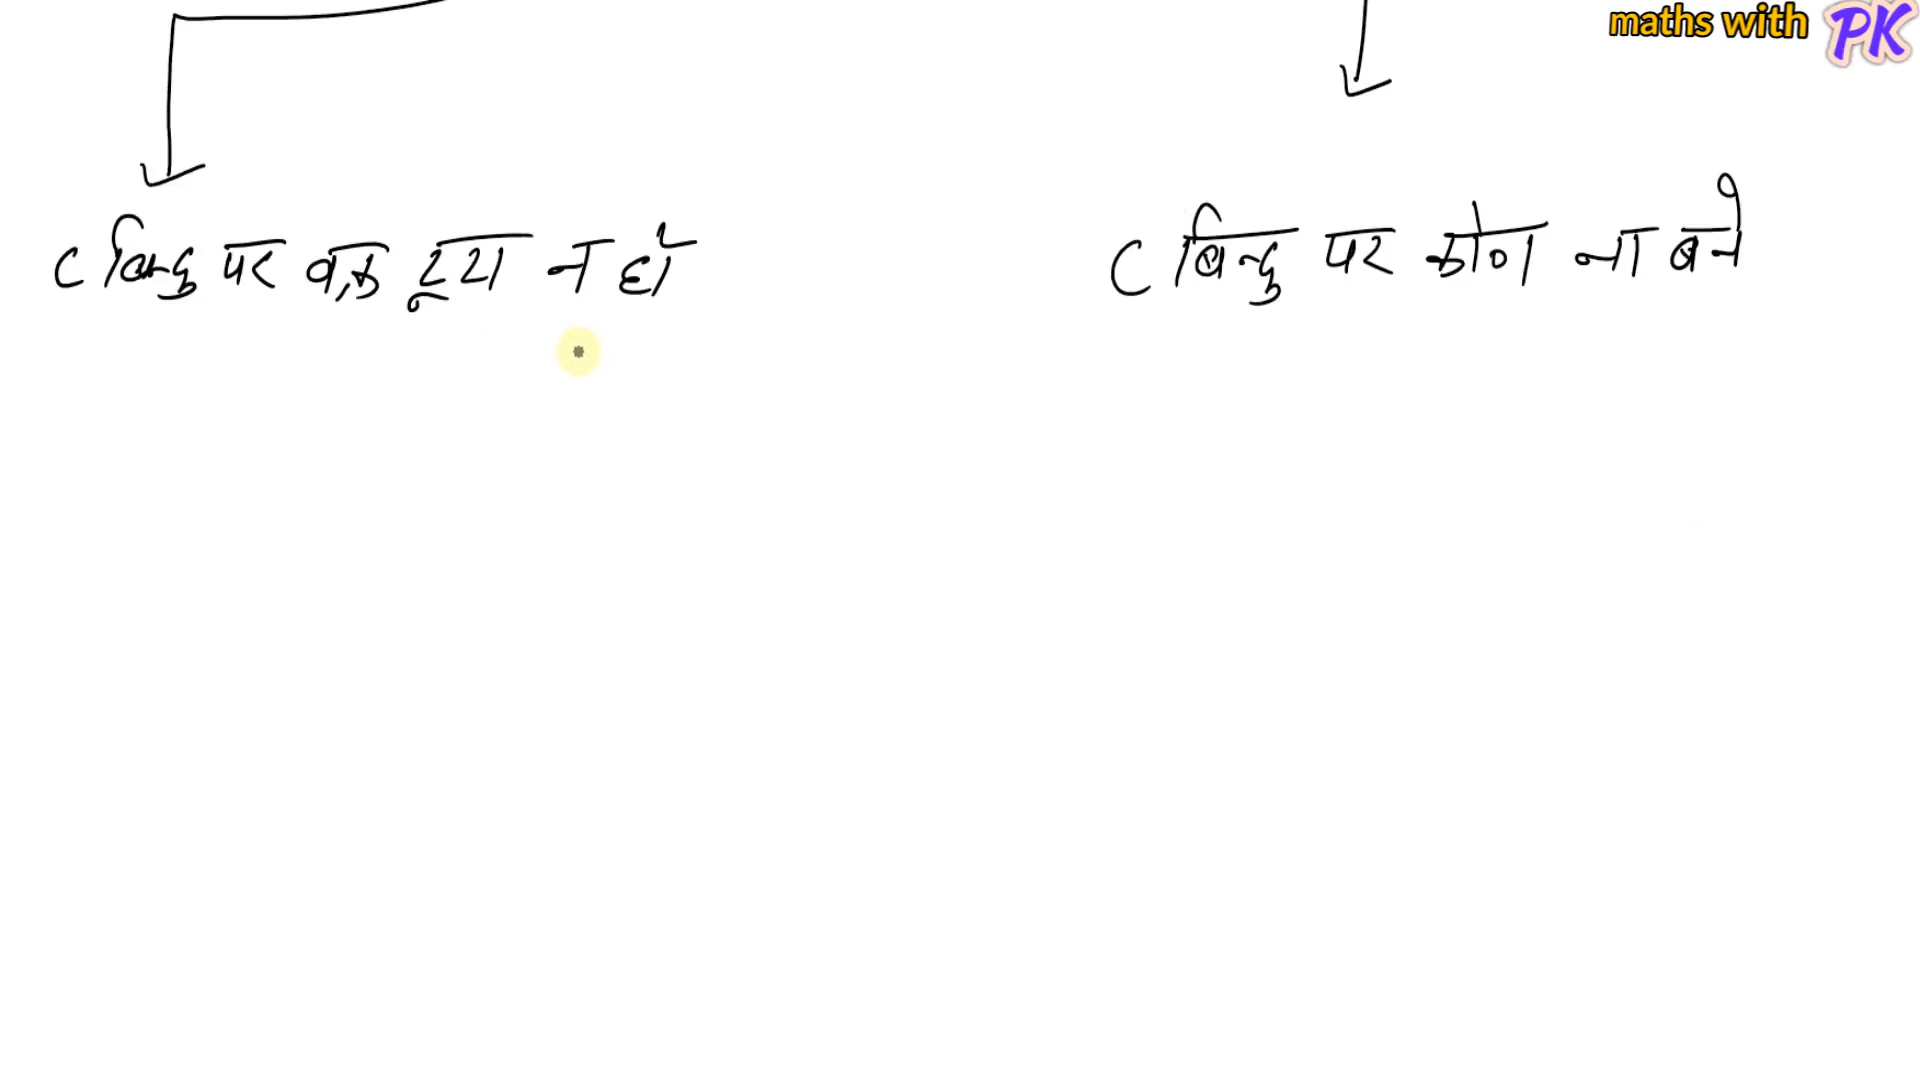 maths with PK
C बिन्दु पर वक्र टूटा न हो
C बिन्दु पर कोण ना बने